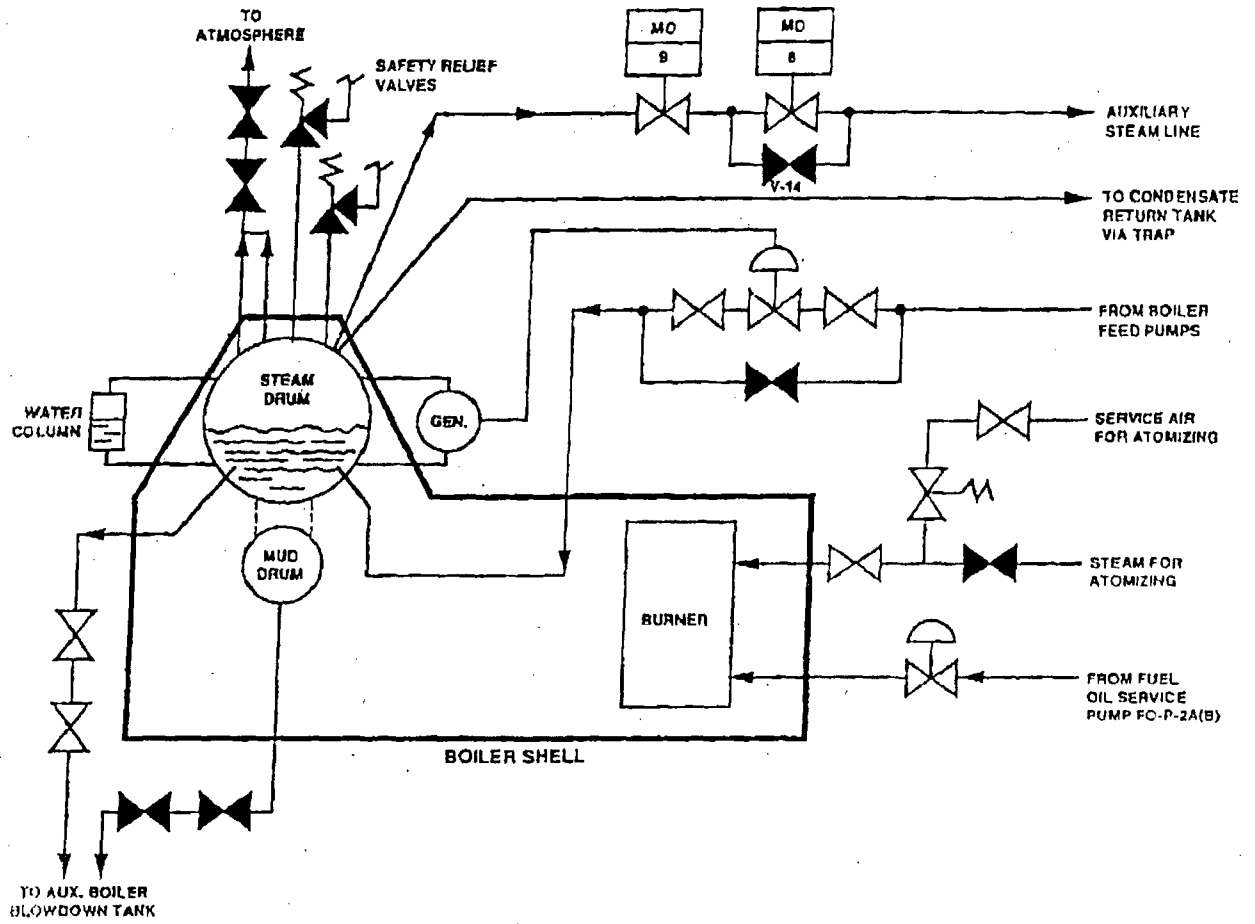 TO
ATMOSPHERE
SAFETY RELIEF
VALVES
MO
9
MO
8
AUXILIARY
STEAM LINE
V-14
TO CONDENSATE
RETURN TANK
VIA TRAP
FROM BOILER
FEED PUMPS
STEAM
DRUM
WATER
COLUMN
GEN.
SERVICE AIR
FOR ATOMIZING
MUD
DRUM
STEAM FOR
ATOMIZING
BURNER
FROM FUEL
OIL SERVICE
PUMP FO-P-2A(B)
BOILER SHELL
TO AUX. BOILER
BLOWDOWN TANK